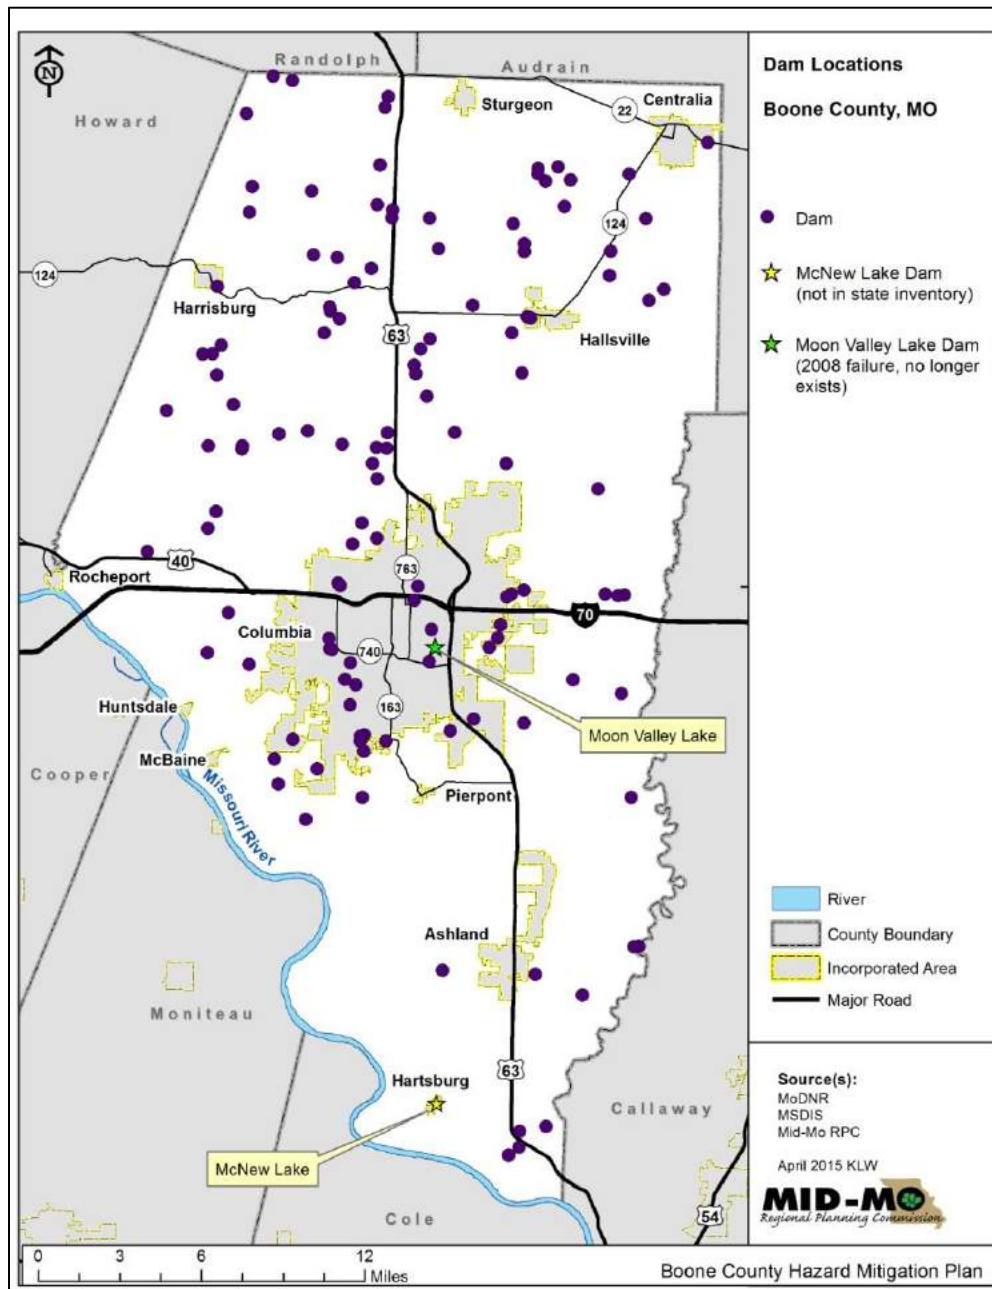 Randolph
Audrain
Howard
Sturgeon
Centralia
22
N
124
124
Harrisburg
Hallsville
63
40
Rocheport
763
70
Columbia
740
Huntsdale
163
Moon Valley Lake
McBaine
Cooper
Pierpont
Missouri River
Ashland
Moniteau
63
Hartsburg
Callaway
McNew Lake
Cole
54
0 3 6 12
Miles
Dam Locations
Boone County, MO
Dam
McNew Lake Dam
(not in state inventory)
Moon Valley Lake Dam
(2008 failure, no longer
exists)
River
County Boundary
Incorporated Area
Major Road
Source(s):
MoDNR
MSDIS
Mid-Mo RPC
April 2015 KLW
MID-MO
Regional Planning Commission
Boone County Hazard Mitigation Plan